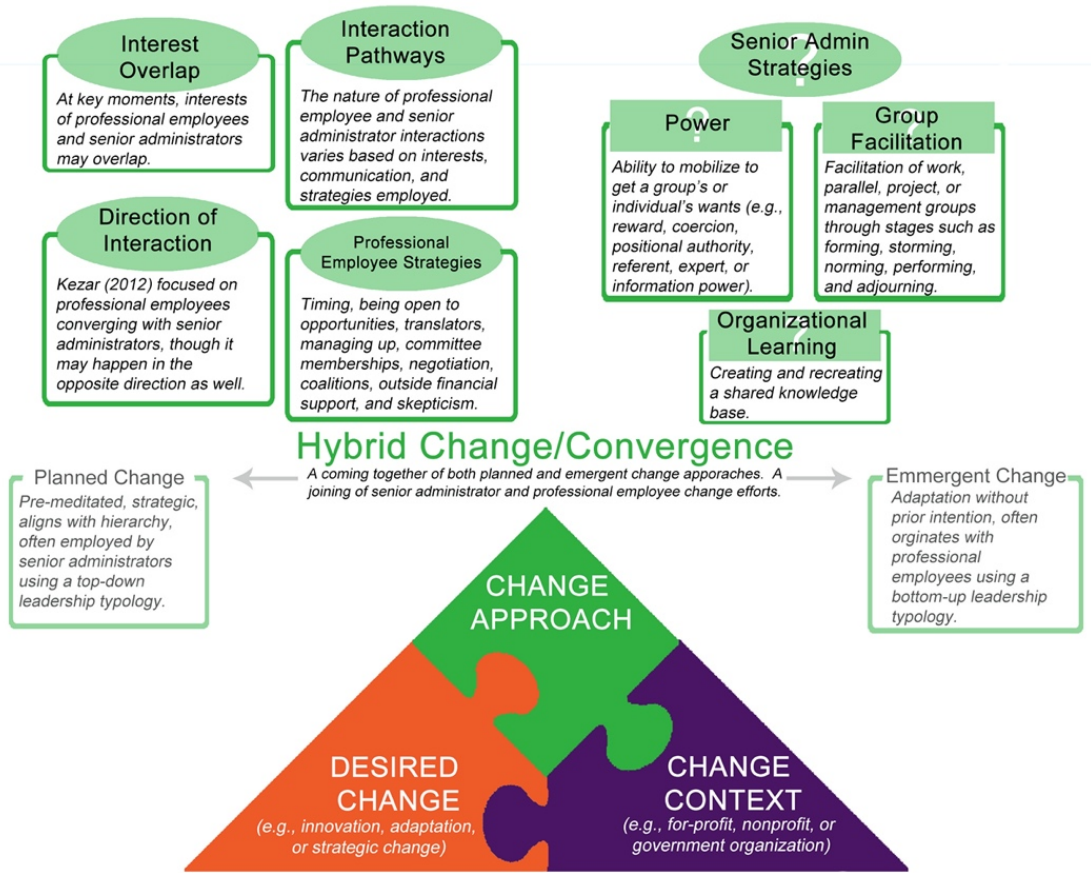 Interest
Overlap
At key moments, interests
of professional employees
and senior administrators
may overlap.
Interaction
Pathways
The nature of professional
employee and senior
administrator interactions
varies based on interests,
communication, and
strategies employed.
Direction of
Interaction
Kezar (2012) focused on
professional employees
converging with senior
administrators, though it
may happen in the
opposite direction as well.
Professional
Employee Strategies
Timing, being open to
opportunities, translators,
managing up, committee
memberships, negotiation,
coalitions, outside financial
support, and skepticism.
?
Senior Admin
Strategies
?
Power
Ability to mobilize to
get a group's or
individual's wants (e.g.,
reward, coercion,
positional authority,
referent, expert, or
information power).
?
Group
Facilitation
Facilitation of work,
parallel, project, or
management groups
through stages such as
forming, storming,
norming, performing,
and adjourning.
?
Organizational
Learning
Creating and recreating
a shared knowledge
base.
Hybrid Change/Convergence
A coming together of both planned and emergent change apporaches. A
joining of senior administrator and professional employee change efforts.
Planned Change
Pre-meditated, strategic,
aligns with hierarchy,
often employed by
senior administrators
using a top-down
leadership typology.
Emmergent Change
Adaptation without
prior intention, often
orginates with
professional
employees using a
bottom-up leadership
typology.
CHANGE
APPROACH
DESIRED
CHANGE
(e.g., innovation, adaptation,
or strategic change)
CHANGE
CONTEXT
(e.g., for-profit, nonprofit, or
government organization)